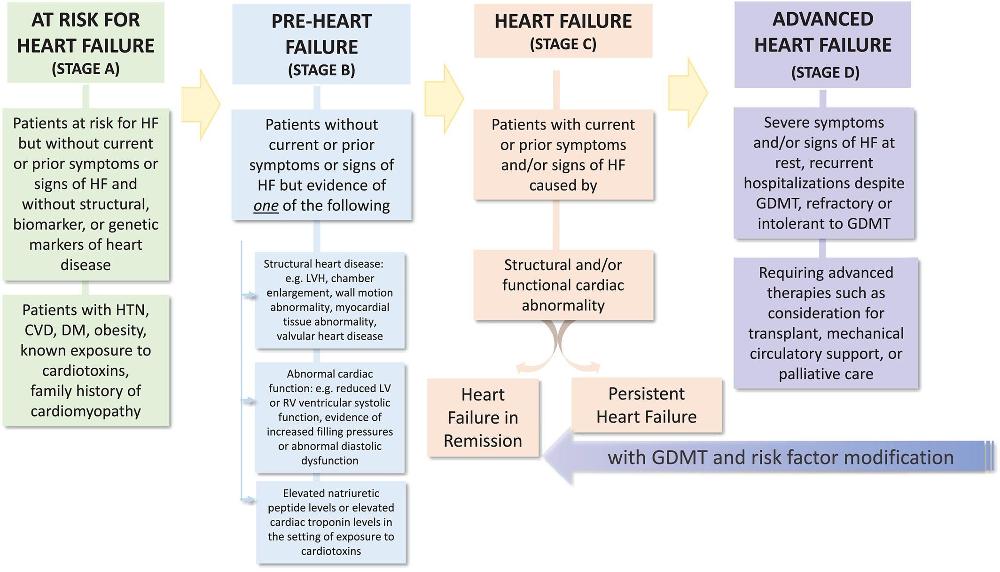 AT RISK FOR
HEART FAILURE
(STAGE A)
Patients at risk for HF
but without current
or prior symptoms or
signs of HF and
without structural,
biomarker, or genetic
markers of heart
disease
Patients with HTN,
CVD, DM, obesity,
known exposure to
cardiotoxins,
family history of
cardiomyopathy
PRE-HEART
FAILURE
(STAGE B)
Patients without
current or prior
symptoms or signs of
HF but evidence of
one of the following
Structural heart disease:
e.g. LVH, chamber
enlargement, wall motion
abnormality, myocardial
tissue abnormality,
valvular heart disease
Abnormal cardiac
function: e.g. reduced LV
or RV ventricular systolic
function, evidence of
increased filling pressures
or abnormal diastolic
dysfunction
Elevated natriuretic
peptide levels or elevated
cardiac troponin levels in
the setting of exposure to
cardiotoxins
HEART FAILURE
(STAGE C)
Patients with current
or prior symptoms
and/or signs of HF
caused by
Structural and/or
functional cardiac
abnormality
Heart
Failure in
Remission
Persistent
Heart Failure
ADVANCED
HEART FAILURE
(STAGE D)
Severe symptoms
and/or signs of HF at
rest, recurrent
hospitalizations despite
GDMT, refractory or
intolerant to GDMT
Requiring advanced
therapies such as
consideration for
transplant, mechanical
circulatory support, or
palliative care
with GDMT and risk factor modification